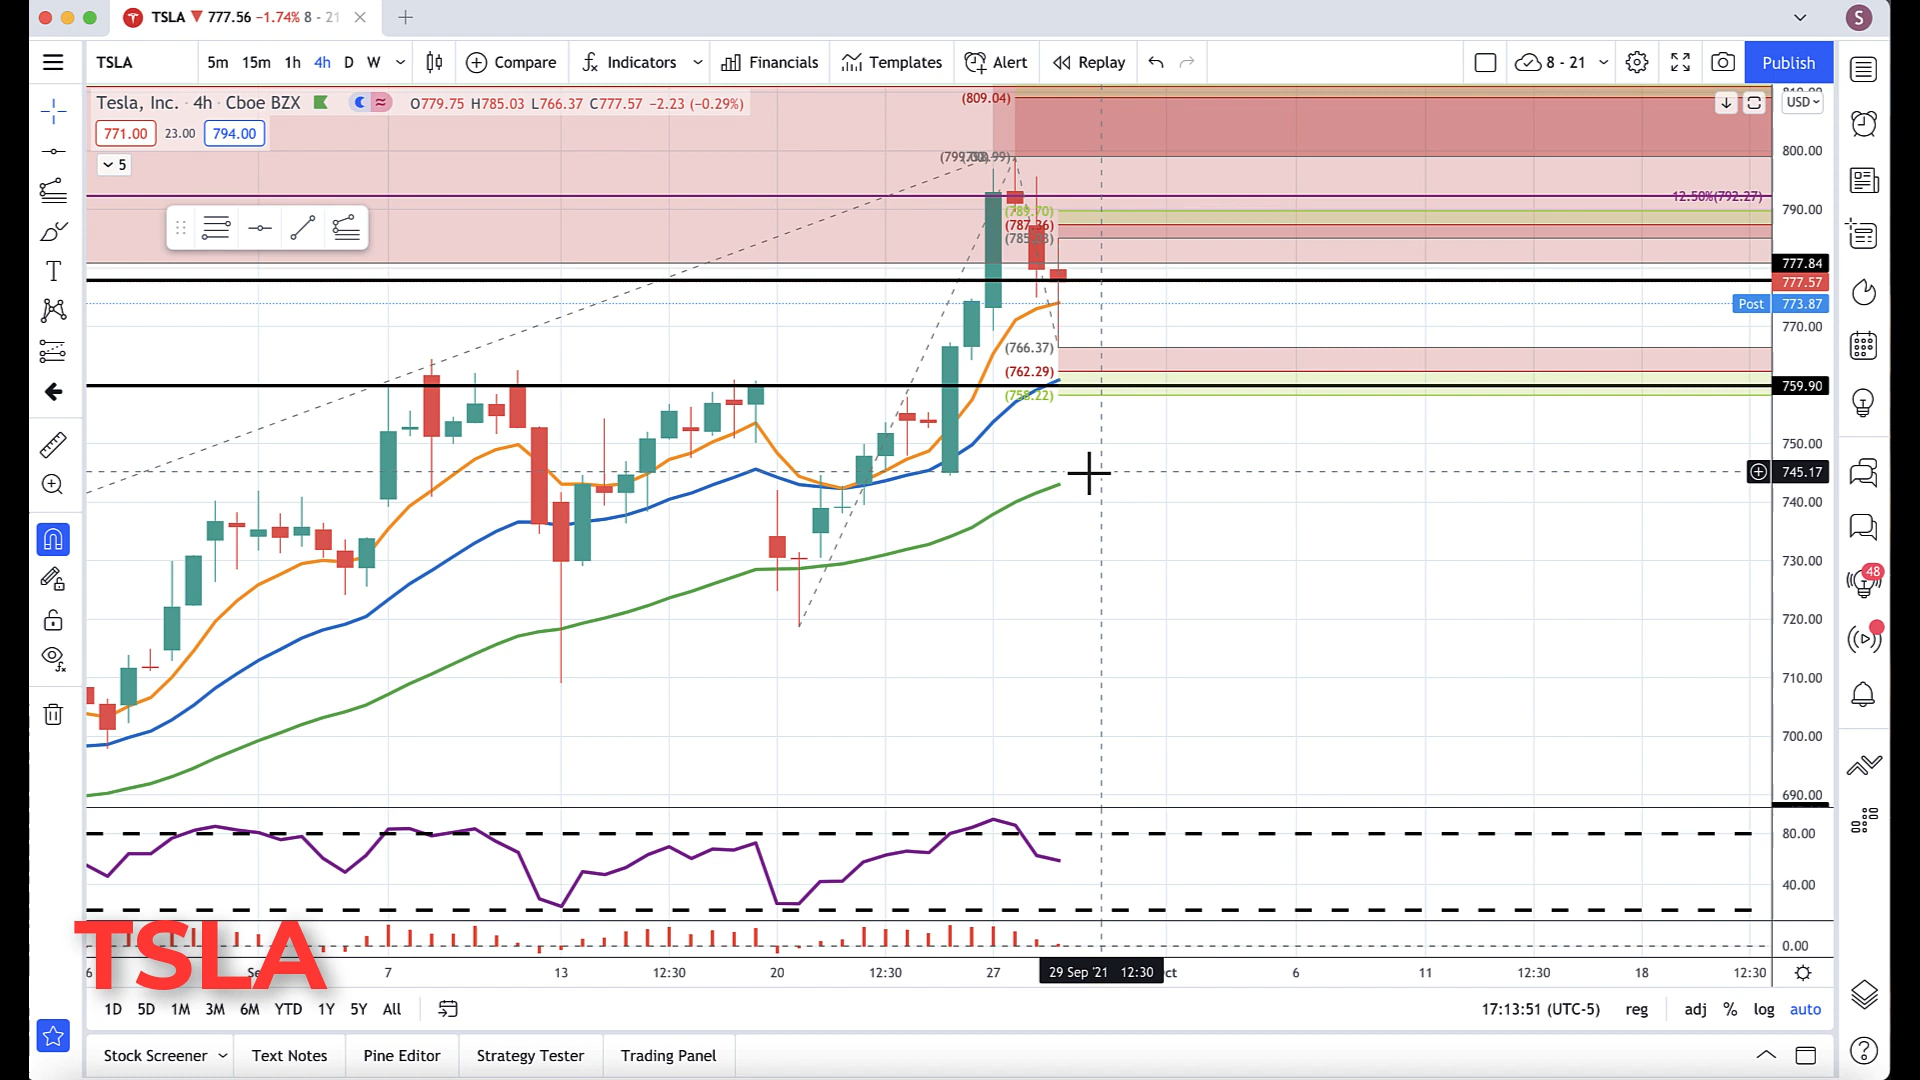 TSLA ▼ 777.56 −1.74% 8 - 21
S
TSLA 5m 15m 1h 4h D W Compare Indicators Financials Templates Alert Replay 8 - 21 Publish
Tesla, Inc. · 4h · Cboe BZX O779.75 H785.03 L766.37 C777.57 −2.23 (−0.29%)
(809.04)
USD
771.00 23.00 794.00
5
800.00
12.50%(792.27)
790.00
(789.70)
(787.36)
777.84
777.57
Post 773.87
770.00
(766.37)
(762.29)
759.90
750.00
745.17
740.00
730.00
720.00
710.00
700.00
690.00
80.00
40.00
0.00
48
TSLA
6 7 13 12:30 20 12:30 27 29 Sep '21 12:30 6 11 12:30 18 12:30
1D 5D 1M 3M 6M YTD 1Y 5Y All 17:13:51 (UTC-5) reg adj % log auto
Stock Screener Text Notes Pine Editor Strategy Tester Trading Panel